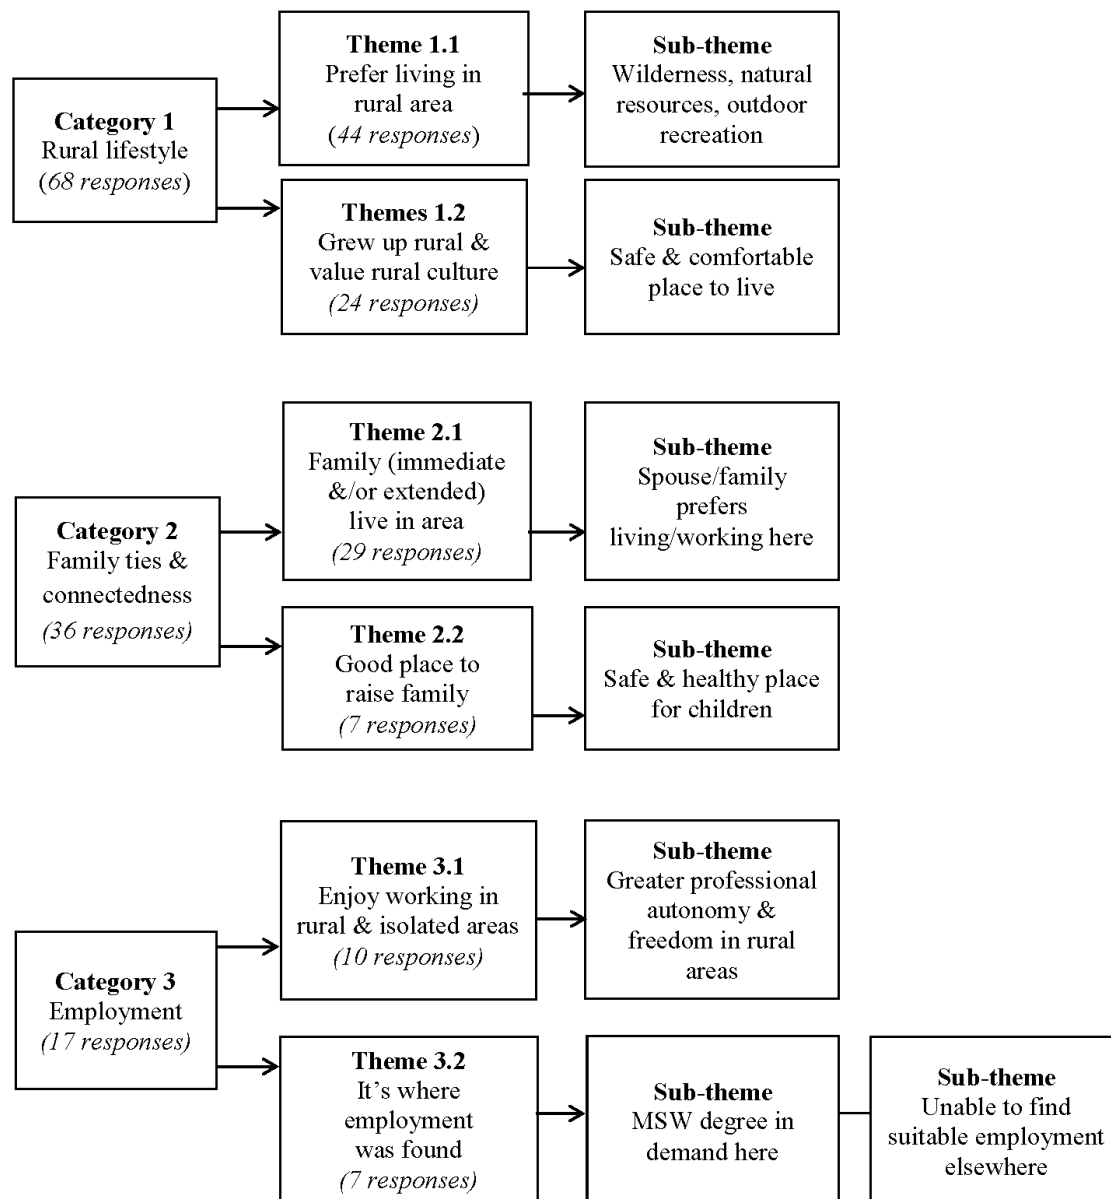 Category 1
Rural lifestyle
(68 responses)
Theme 1.1
Prefer living in
rural area
(44 responses)
Sub-theme
Wilderness, natural
resources, outdoor
recreation
Themes 1.2
Grew up rural &
value rural culture
(24 responses)
Sub-theme
Safe & comfortable
place to live
Category 2
Family ties &
connectedness
(36 responses)
Theme 2.1
Family (immediate
&/or extended)
live in area
(29 responses)
Sub-theme
Spouse/family
prefers
living/working here
Theme 2.2
Good place to
raise family
(7 responses)
Sub-theme
Safe & healthy place
for children
Category 3
Employment
(17 responses)
Theme 3.1
Enjoy working in
rural & isolated areas
(10 responses)
Sub-theme
Greater professional
autonomy &
freedom in rural
areas
Theme 3.2
It's where
employment
was found
(7 responses)
Sub-theme
MSW degree in
demand here
Sub-theme
Unable to find
suitable employment
elsewhere